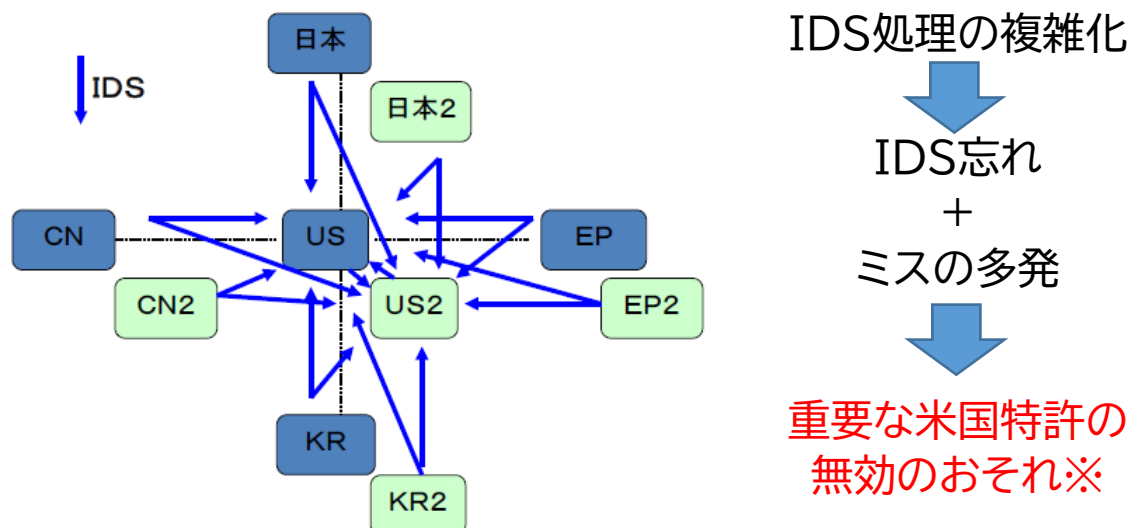 日本
IDS
日本2
CN
US
EP
CN2
US2
EP2
KR
KR2
IDS処理の複雑化
IDS忘れ
+
ミスの多発
重要な米国特許の
無効のおそれ※